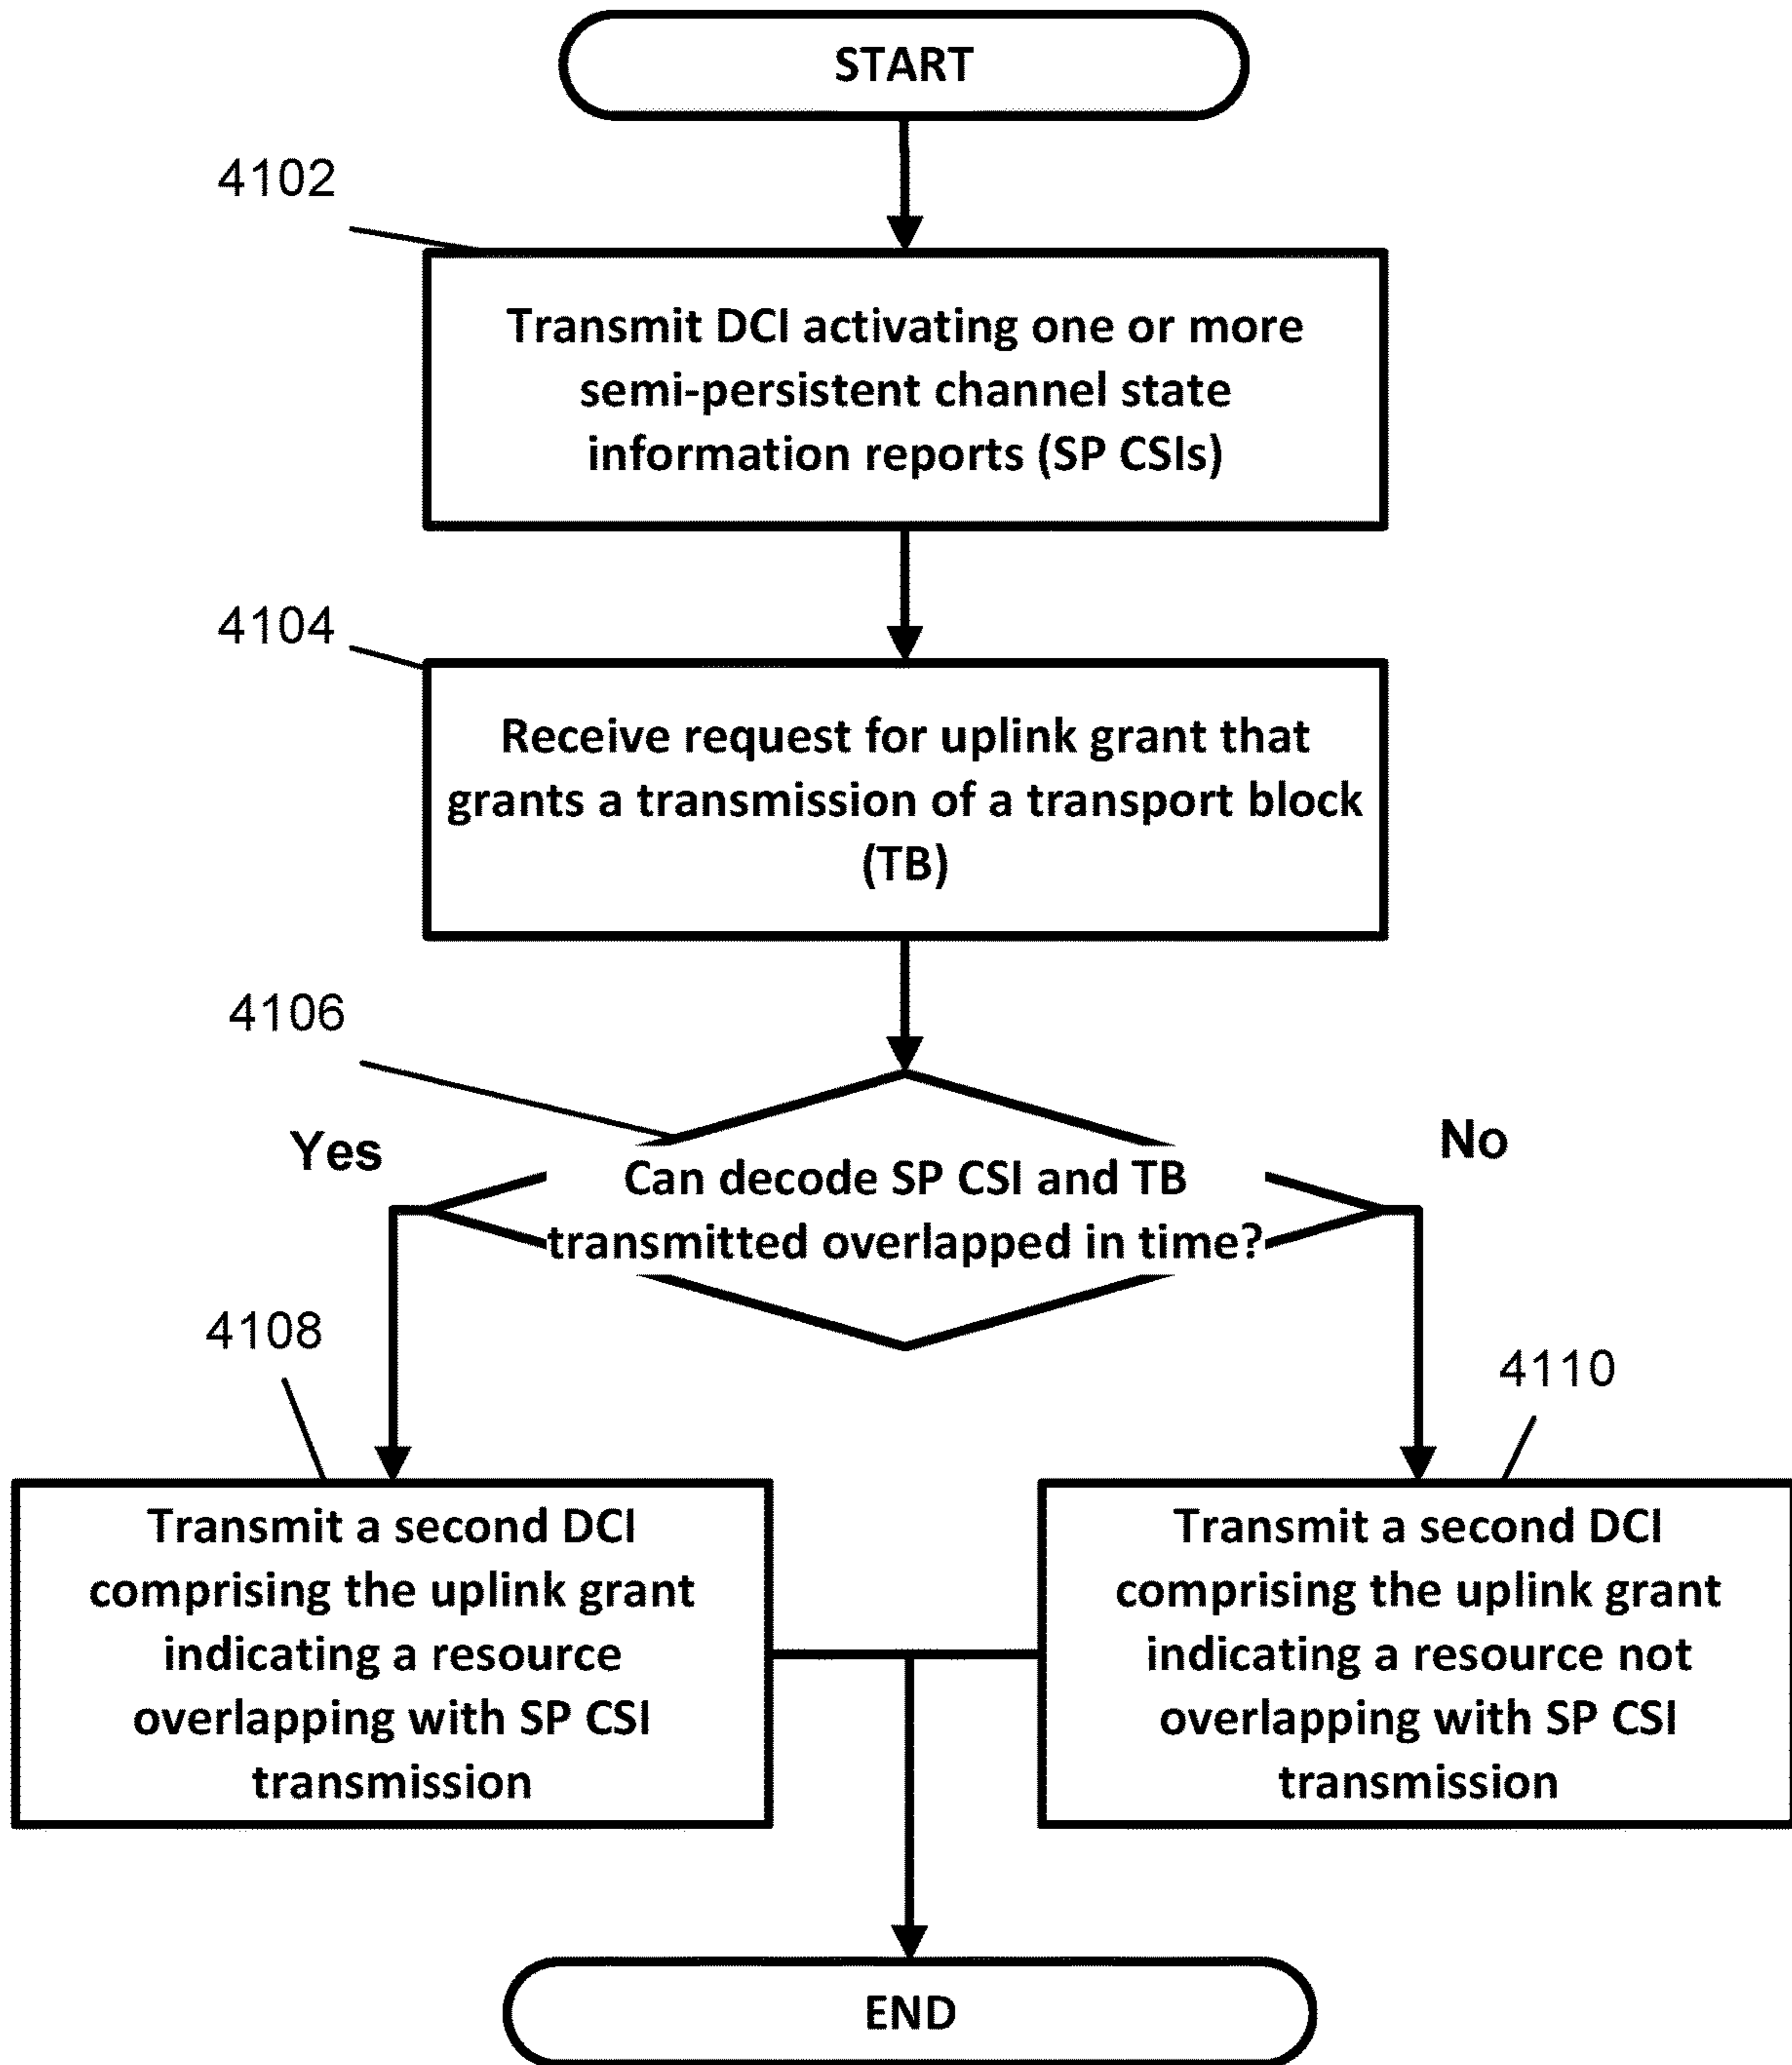 START
4102
Transmit DCI activating one or more
semi-persistent channel state
information reports (SP CSIs)
4104
Receive request for uplink grant that
grants a transmission of a transport block
(TB)
4106
Yes
No
Can decode SP CSI and TB
transmitted overlapped in time?
4108
4110
Transmit a second DCI
comprising the uplink grant
indicating a resource
overlapping with SP CSI
transmission
Transmit a second DCI
comprising the uplink grant
indicating a resource not
overlapping with SP CSI
transmission
END